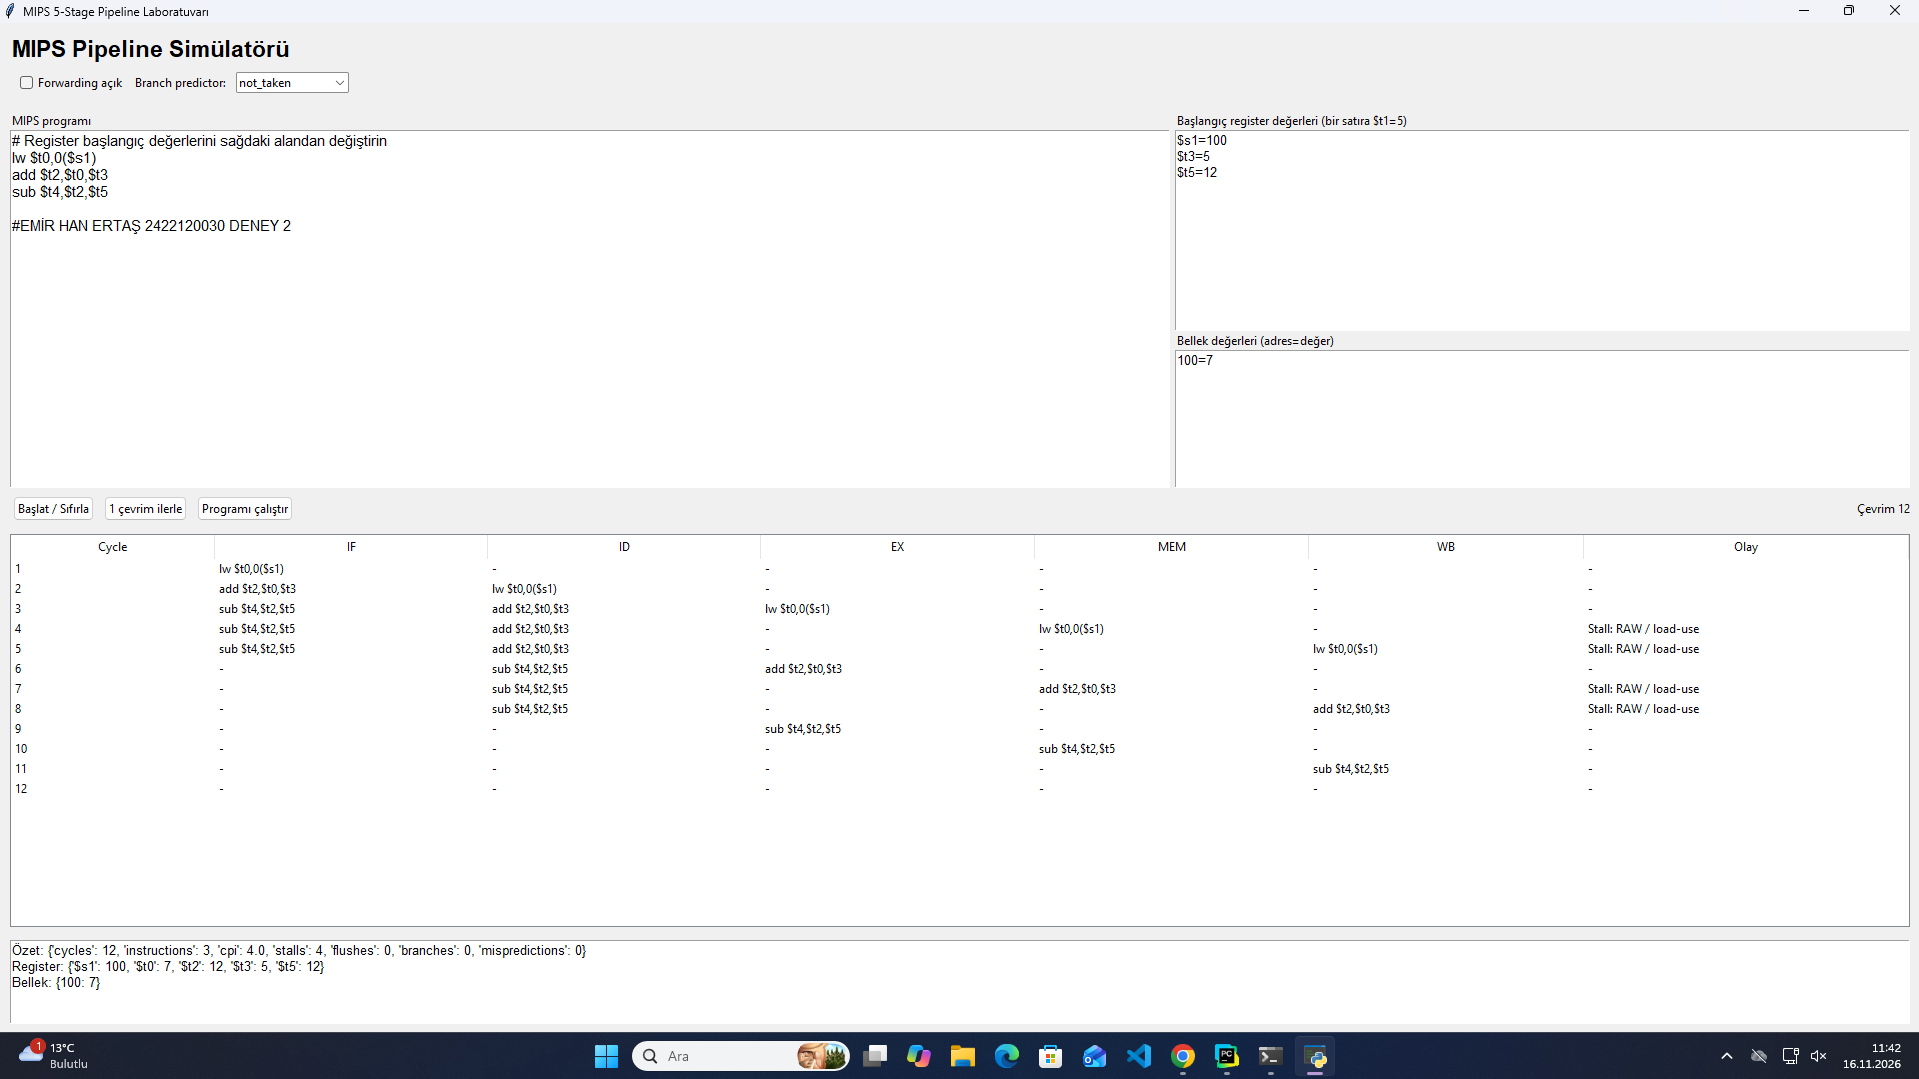 MIPS 5-Stage Pipeline Laboratuvarı
MIPS Pipeline Simülatörü
Forwarding açık Branch predictor: not_taken
MIPS programı
# Register başlangıç değerlerini sağdaki alandan değiştirin
lw $t0,0($s1)
add $t2,$t0,$t3
sub $t4,$t2,$t5
#EMİR HAN ERTAŞ 2422120030 DENEY 2
Başlangıç register değerleri (bir satıra $t1=5)
$s1=100
$t3=5
$t5=12
Bellek değerleri (adres=değer)
100=7
Başlat / Sıfırla 1 çevrim ilerle Programı çalıştır Çevrim 12
Cycle IF ID EX MEM WB Olay
1 lw $t0,0($s1) - - - - -
2 add $t2,$t0,$t3 lw $t0,0($s1) - - - -
3 sub $t4,$t2,$t5 add $t2,$t0,$t3 lw $t0,0($s1) - - -
4 sub $t4,$t2,$t5 add $t2,$t0,$t3 - lw $t0,0($s1) - Stall: RAW / load-use
5 sub $t4,$t2,$t5 add $t2,$t0,$t3 - - lw $t0,0($s1) Stall: RAW / load-use
6 - sub $t4,$t2,$t5 add $t2,$t0,$t3 - - -
7 - sub $t4,$t2,$t5 - add $t2,$t0,$t3 - Stall: RAW / load-use
8 - sub $t4,$t2,$t5 - - add $t2,$t0,$t3 Stall: RAW / load-use
9 - - sub $t4,$t2,$t5 - - -
10 - - - sub $t4,$t2,$t5 - -
11 - - - - sub $t4,$t2,$t5 -
12 - - - - - -
Özet: {'cycles': 12, 'instructions': 3, 'cpi': 4.0, 'stalls': 4, 'flushes': 0, 'branches': 0, 'mispredictions': 0}
Register: {'$s1': 100, '$t0': 7, '$t2': 12, '$t3': 5, '$t5': 12}
Bellek: {100: 7}
1
13°C
Bulutlu
Ara
PC
11:42
16.11.2026